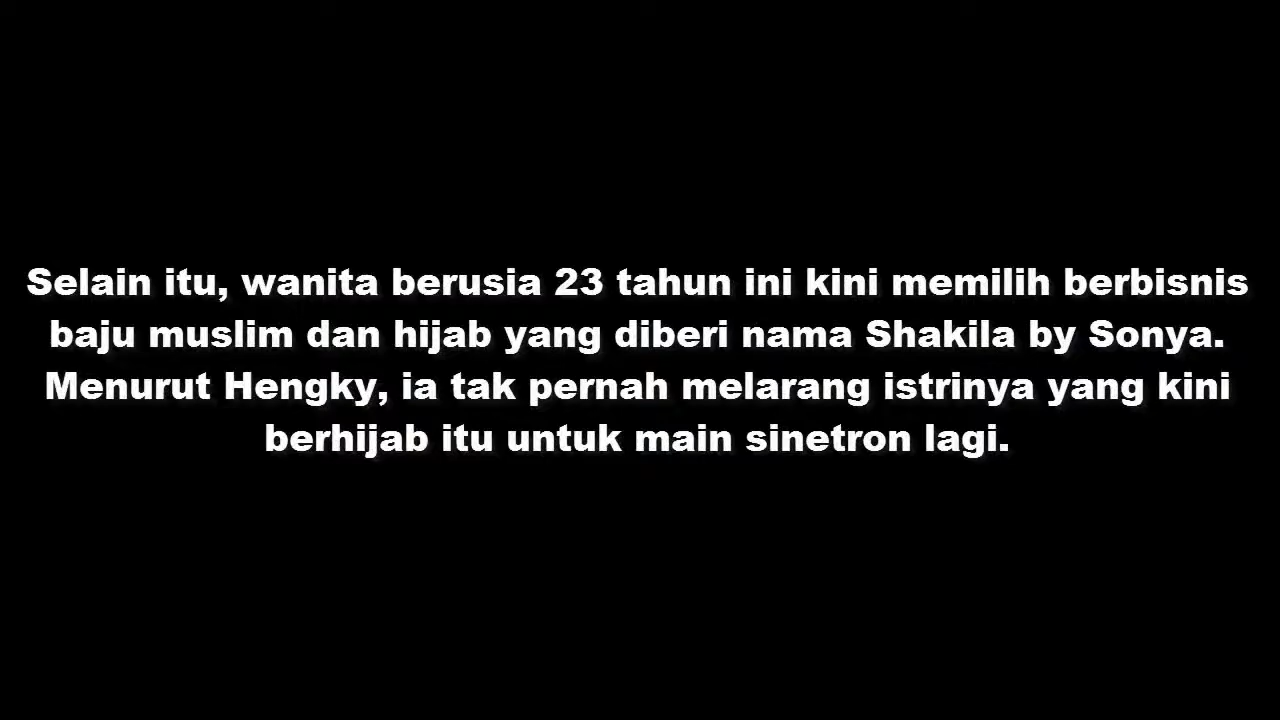 Selain itu, wanita berusia 23 tahun ini kini memilih berbisnis
baju muslim dan hijab yang diberi nama Shakila by Sonya.
Menurut Hengky, ia tak pernah melarang istrinya yang kini
berhijab itu untuk main sinetron lagi.